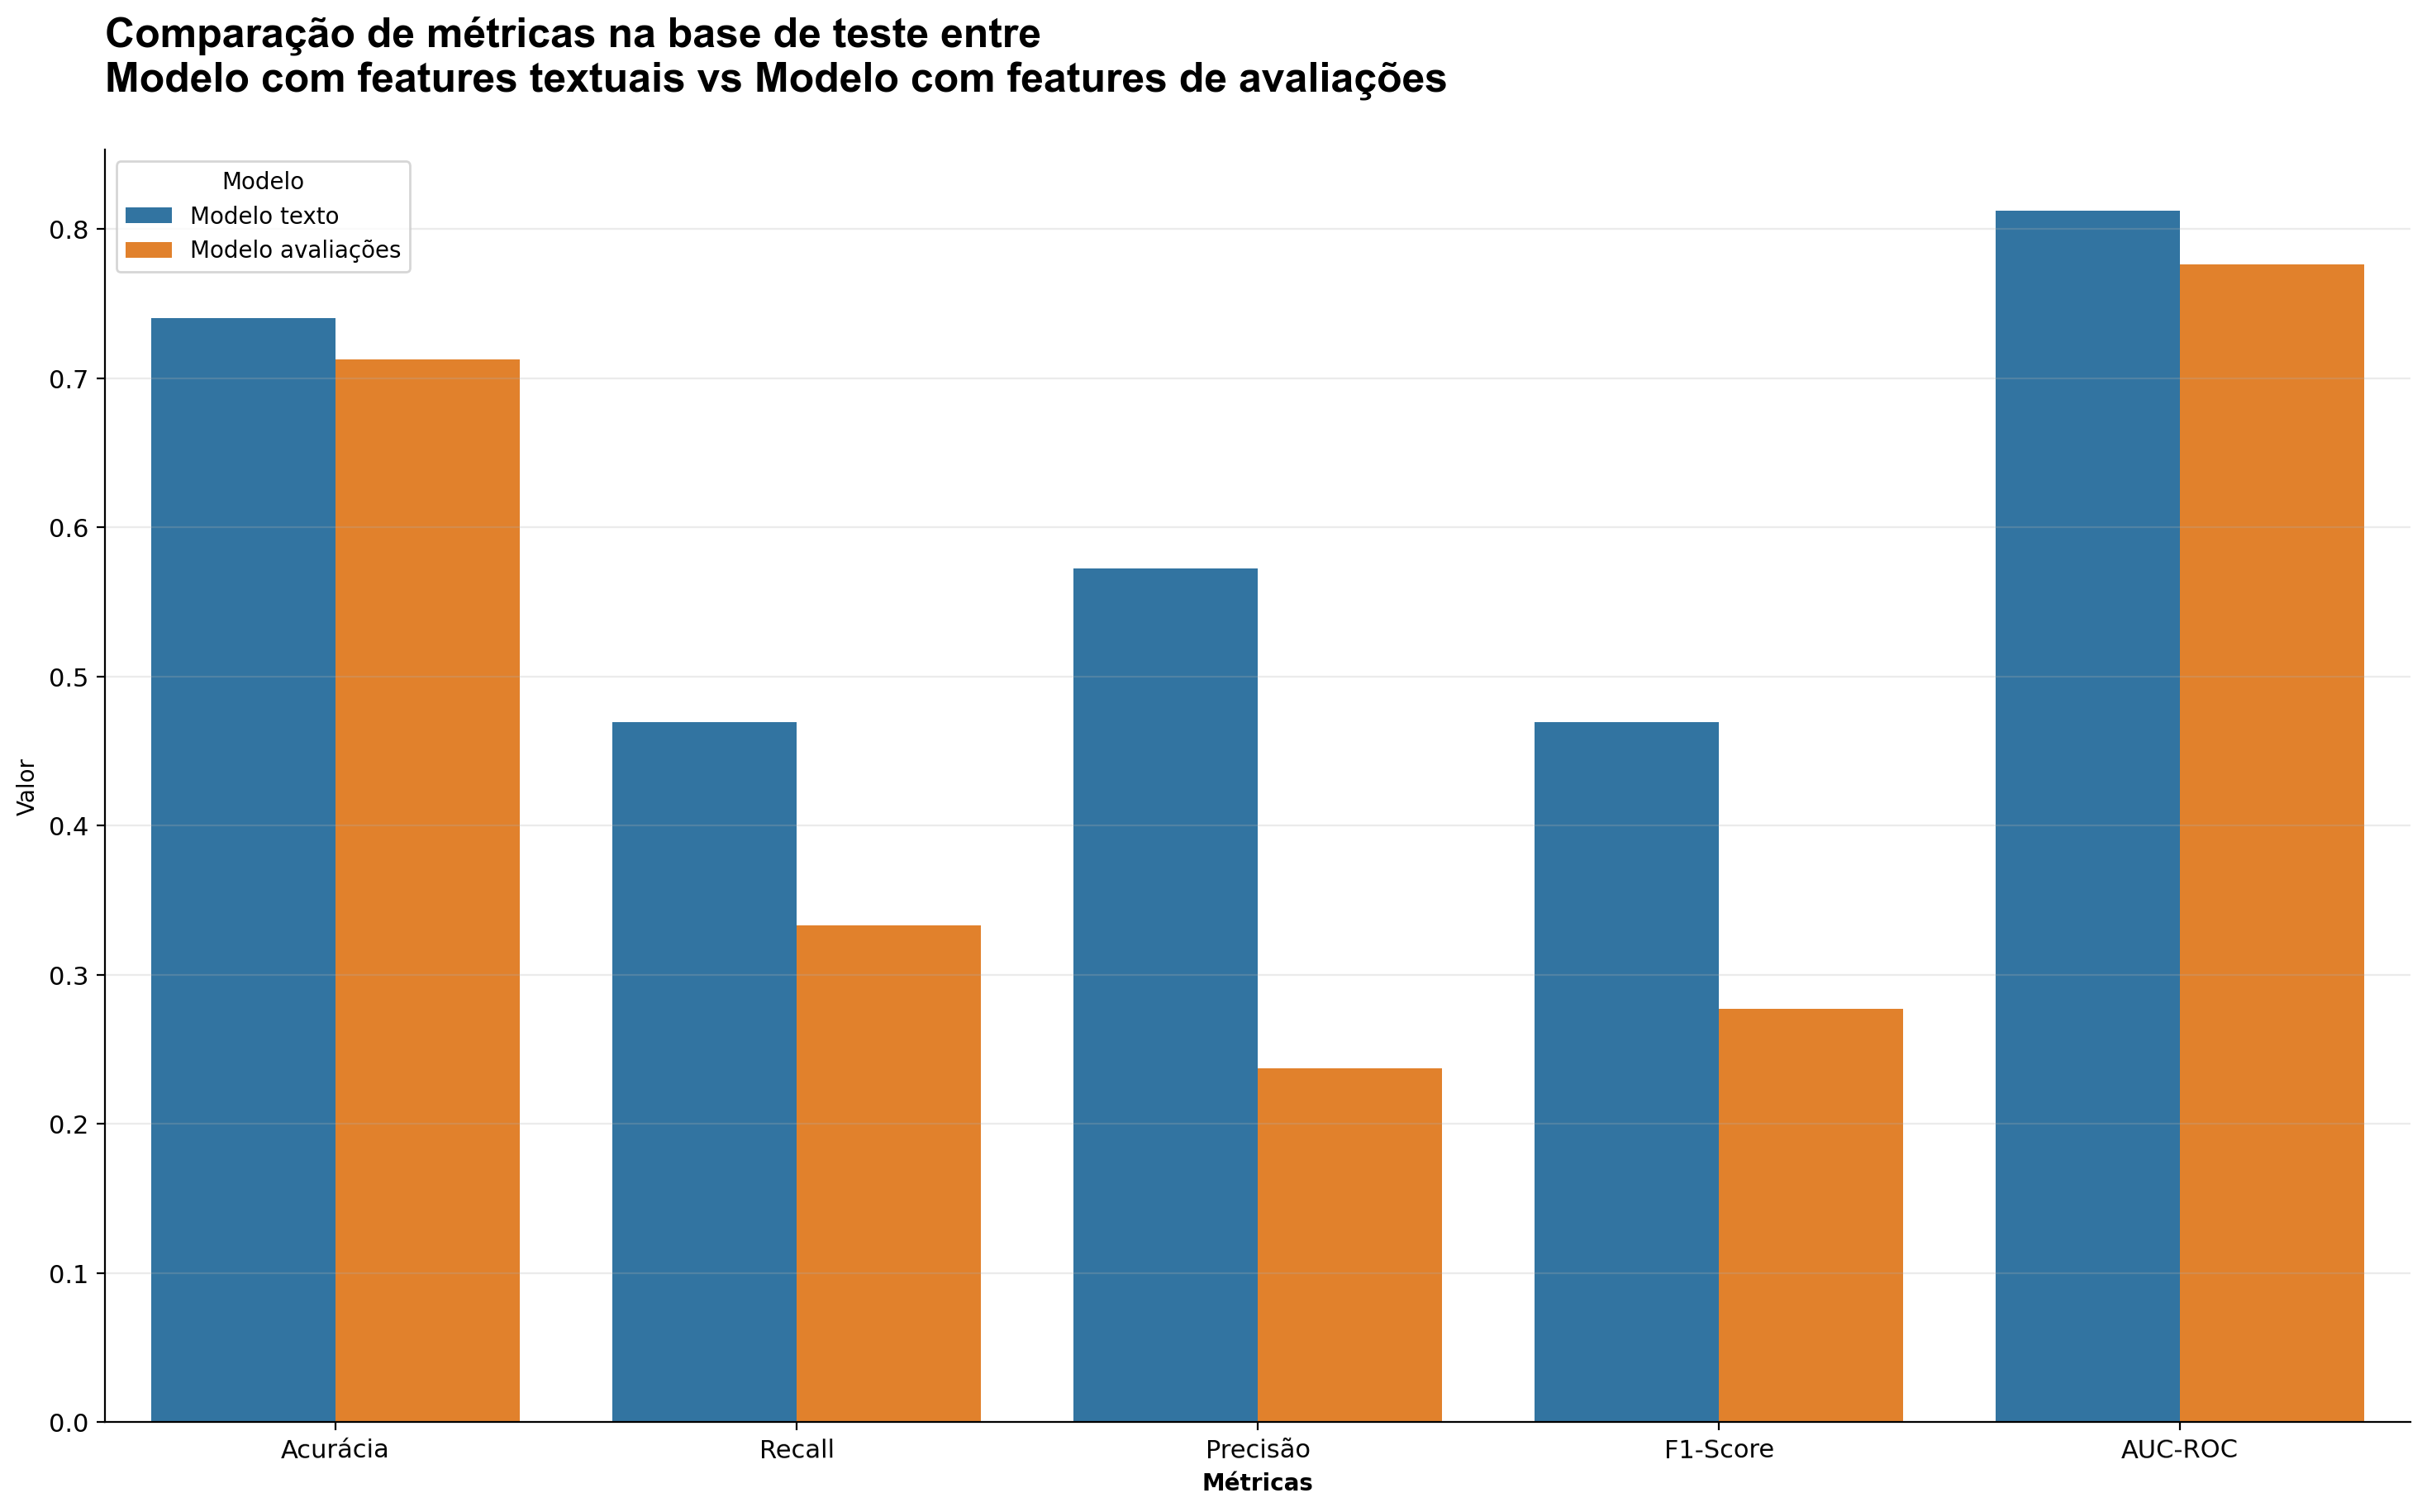 Comparação de métricas na base de teste entre
Modelo com features textuais vs Modelo com features de avaliações
Modelo
Modelo texto
Modelo avaliações
0.8
0.7
0.6
0.5
0.4
0.3
0.2
0.1
0.0
Valor
Acurácia
Recall
Precisão
F1-Score
AUC-ROC
Métricas